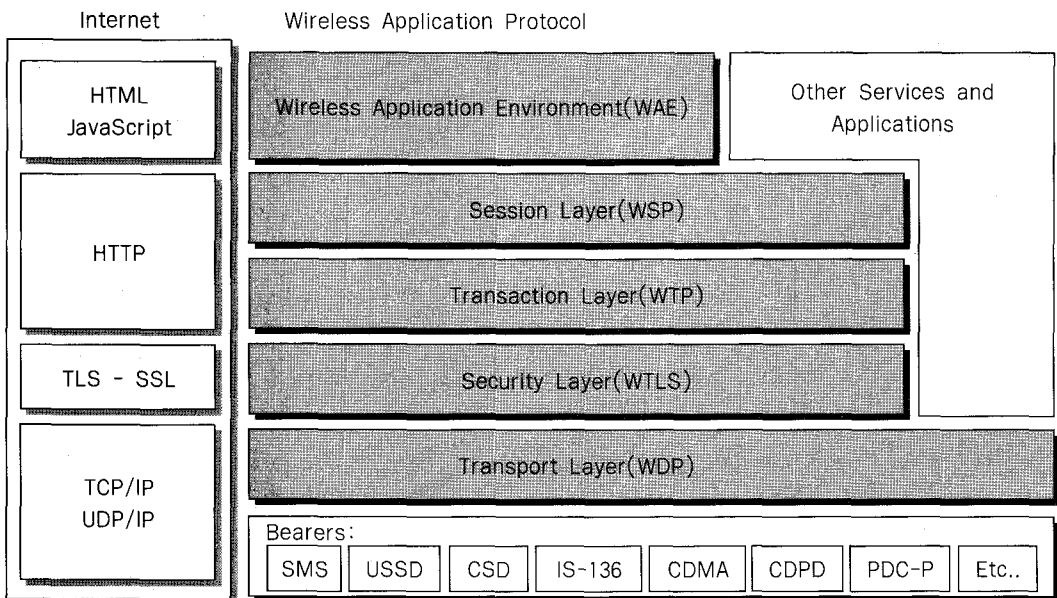 Internet
Wireless Application Protocol
HTML
JavaScript
HTTP
TLS - SSL
TCP/IP
UDP/IP
Wireless Application Environment(WAE)
Other Services and
Applications
Session Layer(WSP)
Transaction Layer(WTP)
Security Layer(WTLS)
Transport Layer(WDP)
Bearers:
SMS
USSD
CSD
IS-136
CDMA
CDPD
PDC-P
Etc..